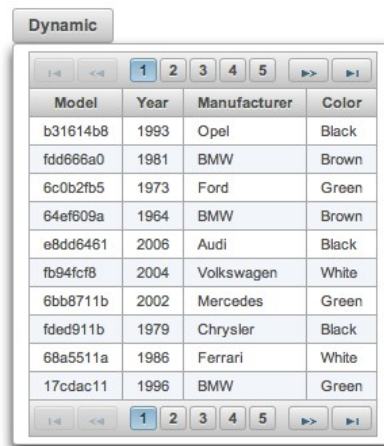 Dynamic
1 2 3 4 5
Model Year Manufacturer Color
b31614b8 1993 Opel Black
fdd666a0 1981 BMW Brown
6c0b2fb5 1973 Ford Green
64ef609a 1964 BMW Brown
e8dd6461 2006 Audi Black
fb94fcf8 2004 Volkswagen White
6bb8711b 2002 Mercedes Green
fded911b 1979 Chrysler Black
68a5511a 1986 Ferrari White
17cdac11 1996 BMW Green
1 2 3 4 5